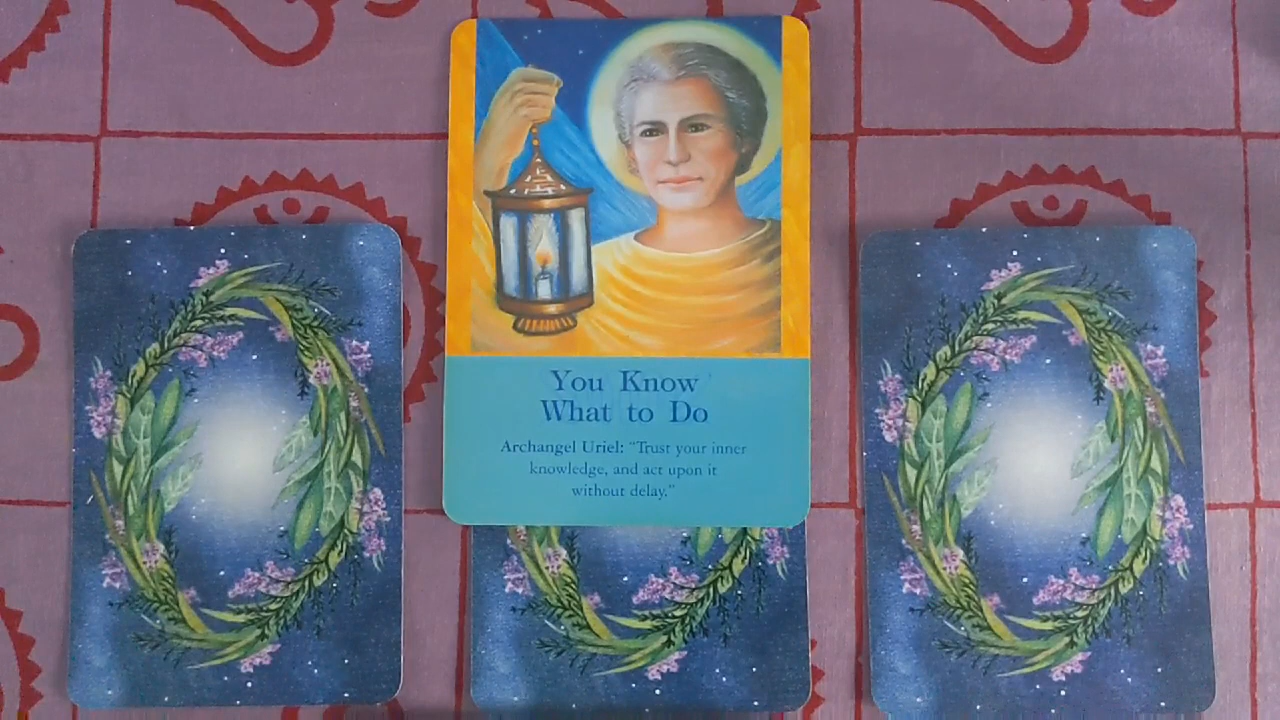 You Know
What to Do
Archangel Uriel: “Trust your inner
knowledge, and act upon it
without delay.”